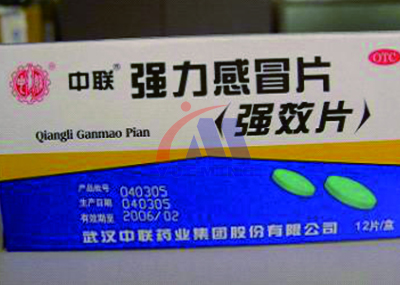 中联® 强力感冒片
OTC
〈强效片〉
Qiangli Ganmao Pian
产品批号 040305
生产日期 040305
有效期至 2006/02
武汉中联药业集团股份有限公司
12片/盒